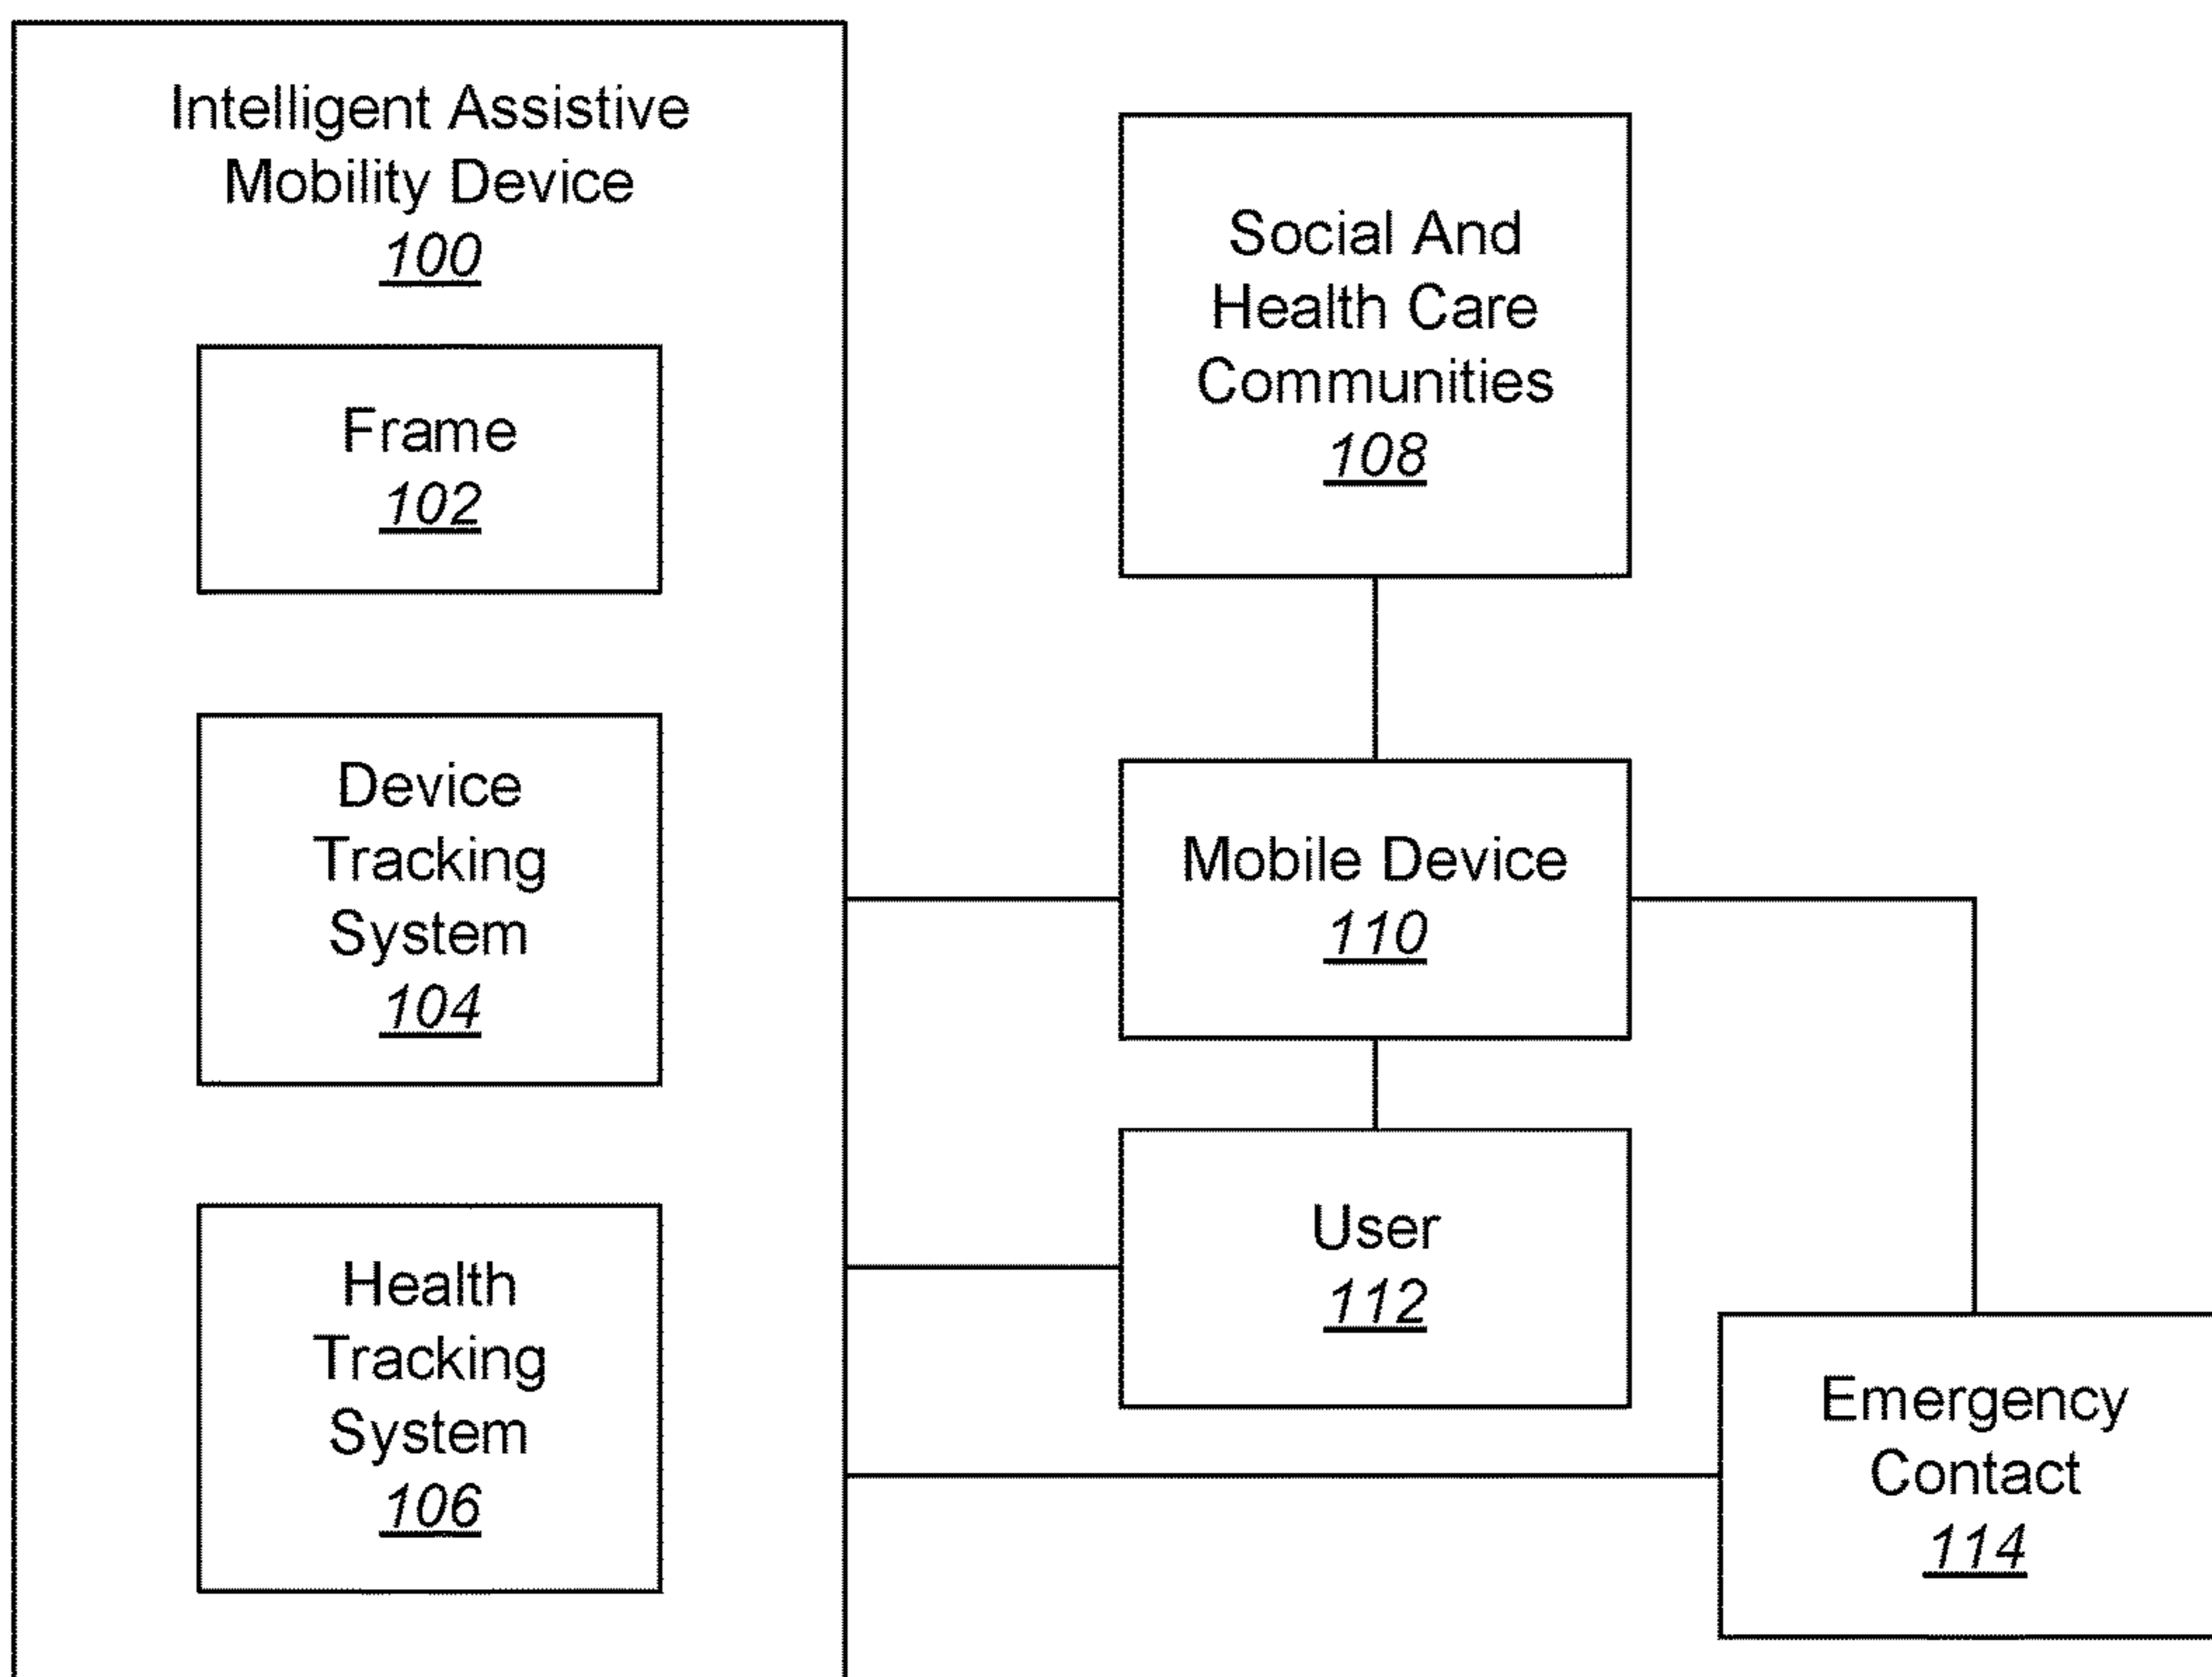 Intelligent Assistive
Mobility Device
100
Frame
102
Device
Tracking
System
104
Health
Tracking
System
106
Social And
Health Care
Communities
108
Mobile Device
110
User
112
Emergency
Contact
114